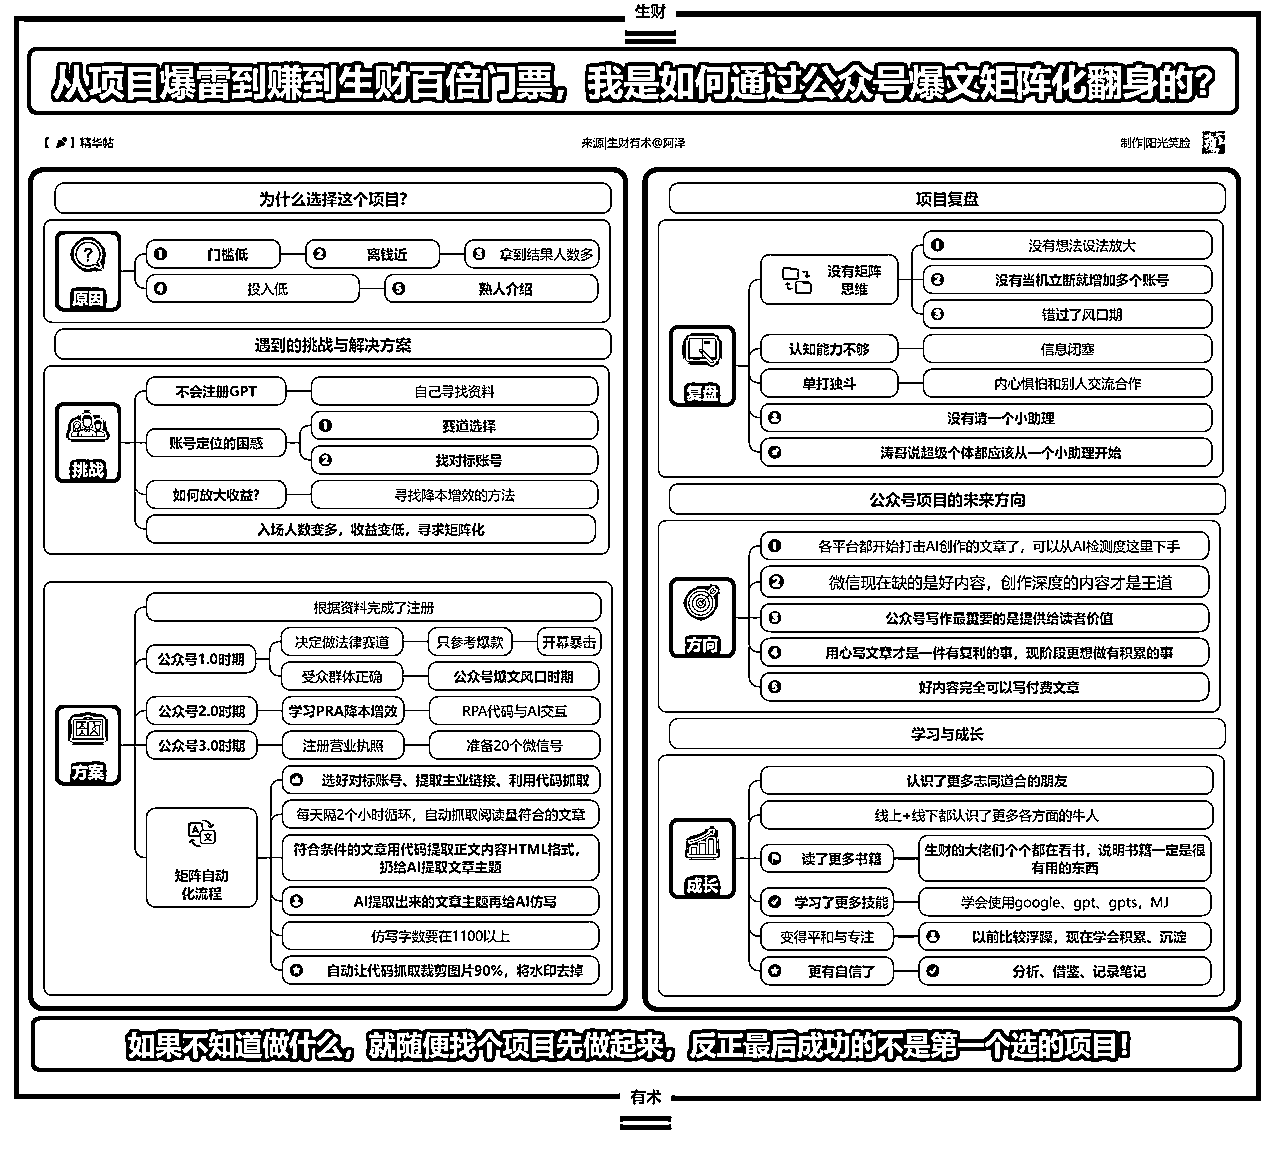 生财
从项目爆雷到赚到生财百倍门票，我是如何通过公众号爆文矩阵化翻身的?
【】精华帖
来源|生财有术@阿泽
制作|阳光笑脸
为什么选择这个项目?
原因
1 门槛低
2 离钱近
3 拿到结果人数多
4 投入低
5 熟人介绍
遇到的挑战与解决方案
挑战
不会注册GPT
自己寻找资料
账号定位的困惑
1 赛道选择
2 找对标账号
如何放大收益?
寻找降本增效的方法
入场人数变多，收益变低，寻求矩阵化
方案
根据资料完成了注册
公众号1.0时期
决定做法律赛道
只参考爆款
开幕暴击
受众群体正确
公众号爆文风口时期
公众号2.0时期
学习PRA降本增效
RPA代码与AI交互
公众号3.0时期
注册营业执照
准备20个微信号
矩阵自动
化流程
选好对标账号、提取主业链接、利用代码抓取
每天隔2个小时循环，自动抓取阅读量符合的文章
符合条件的文章用代码提取正文内容HTML格式，
扔给AI提取文章主题
AI提取出来的文章主题再给AI仿写
仿写字数要在1100以上
自动让代码抓取裁剪图片90%，将水印去掉
项目复盘
复盘
没有矩阵
思维
1 没有想法设法放大
2 没有当机立断就增加多个账号
3 错过了风口期
认知能力不够
信息闭塞
单打独斗
内心惧怕和别人交流合作
没有请一个小助理
涛哥说超级个体都应该从一个小助理开始
公众号项目的未来方向
方向
1 各平台都开始打击AI创作的文章了，可以从AI检测度这里下手
2 微信现在缺的是好内容，创作深度的内容才是王道
3 公众号写作最重要的是提供给读者价值
4 用心写文章才是一件有复利的事，现阶段更想做有积累的事
5 好内容完全可以写付费文章
学习与成长
成长
认识了更多志同道合的朋友
线上+线下都认识了更多各方面的牛人
读了更多书籍
生财的大佬们个个都在看书，说明书籍一定是很
有用的东西
学习了更多技能
学会使用google、gpt、gpts，MJ
变得平和与专注
以前比较浮躁，现在学会积累、沉淀
更有自信了
分析、借鉴、记录笔记
如果不知道做什么，就随便找个项目先做起来，反正最后成功的不是第一个选的项目!
有术